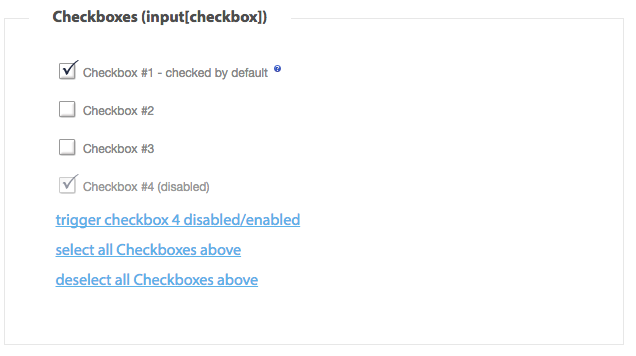 Checkboxes (input[checkbox])
Checkbox #1 - checked by default ?
Checkbox #2
Checkbox #3
Checkbox #4 (disabled)
trigger checkbox 4 disabled/enabled
select all Checkboxes above
deselect all Checkboxes above